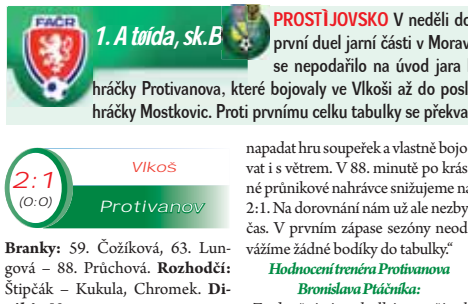 FAČR
1. A tøída, sk.B
PROSTÌJOVSKO V neděli do
první duel jarní části v Morav
se nepodařilo na úvod jara
hráčky Protivanova, které bojovaly ve Vlkoši až do posl
hráčky Mostkovic. Proti prvnímu celku tabulky se překva
2:1
(0:0)
Vlkoš
Protivanov
Branky: 59. Čožíková, 63. Lun-
gová – 88. Průchová. Rozhodčí:
Štipčák – Kukula, Chromek. Di-
napadat hru soupeřek a vlastně bojo
vat i s větrem. V 88. minutě po krás
né průnikové nahrávce snižujeme na
2:1. Na dorovnání nám už ale nezby
čas. V prvním zápase sezóny neod
vážíme žádné bodíky do tabulky.“
Hodnocení trenéra Protivanova
Bronislava Ptáčníka: